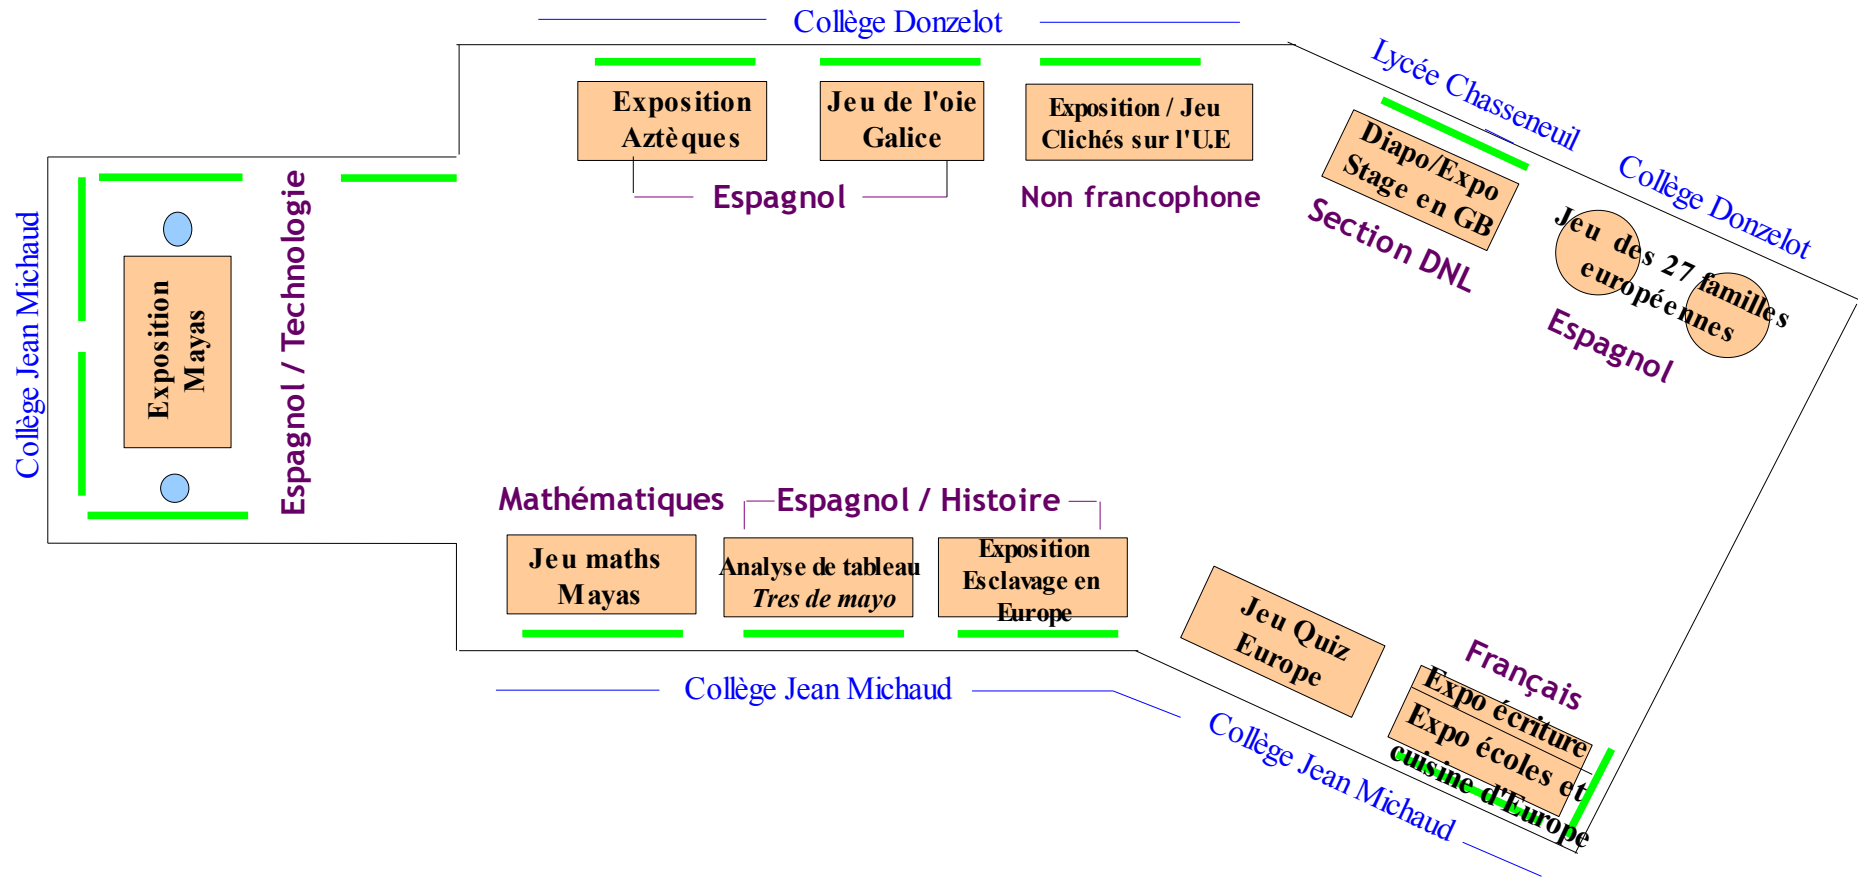 Collège Donzelot
Exposition
Aztèques
Jeu de l'oie
Galice
Exposition / Jeu
Clichés sur l'U.E
Espagnol
Non francophone
Lycée Chasseneuil
Diapo/Expo
Stage en GB
Section DNL
Collège Donzelot
Jeu des 27 familles
européennes
Espagnol
Collège Jean Michaud
Exposition
Mayas
Espagnol / Technologie
Mathématiques
Espagnol / Histoire
Jeu maths
Mayas
Analyse de tableau
Tres de mayo
Exposition
Esclavage en
Europe
Collège Jean Michaud
Jeu Quiz
Europe
Français
Expo écriture
Expo écoles et
cuisine d'Europe
Collège Jean Michaud